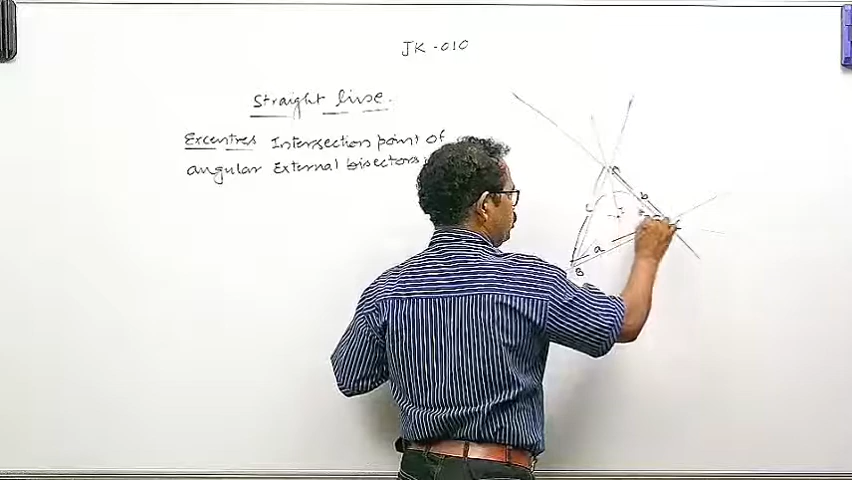 JK -010
Straight line.
Excentres Intersection point of
angular External bisectors
A
b
c
I
a
B